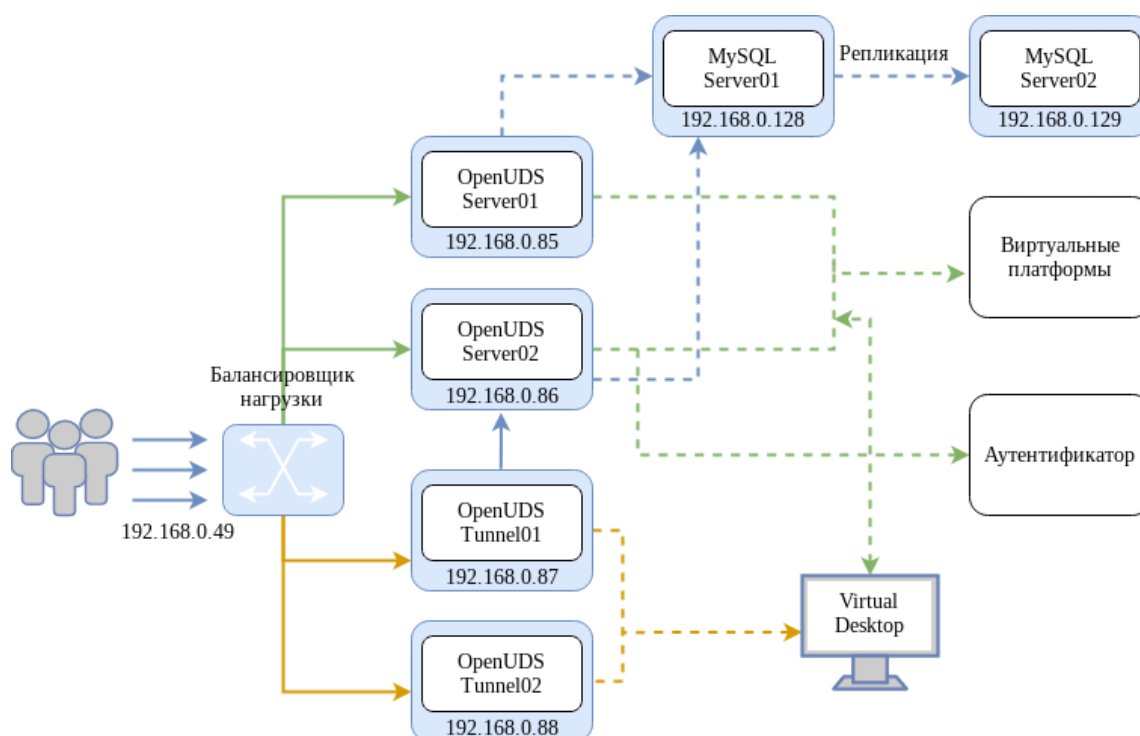 MySQL
Server01
192.168.0.128
Репликация
MySQL
Server02
192.168.0.129
OpenUDS
Server01
192.168.0.85
Виртуальные
платформы
OpenUDS
Server02
192.168.0.86
Балансировщик
нагрузки
192.168.0.49
Аутентификатор
OpenUDS
Tunnel01
192.168.0.87
Virtual
Desktop
OpenUDS
Tunnel02
192.168.0.88